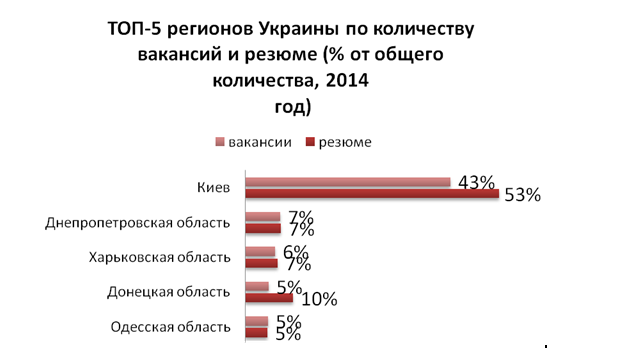 ТОП-5 регионов Украины по количеству
вакансий и резюме (% от общего
количества, 2014
год)
вакансии резюме
Киев 43%
53%
Днепропетровская область 7%
7%
Харьковская область 6%
7%
Донецкая область 5%
10%
Одесская область 5%
5%